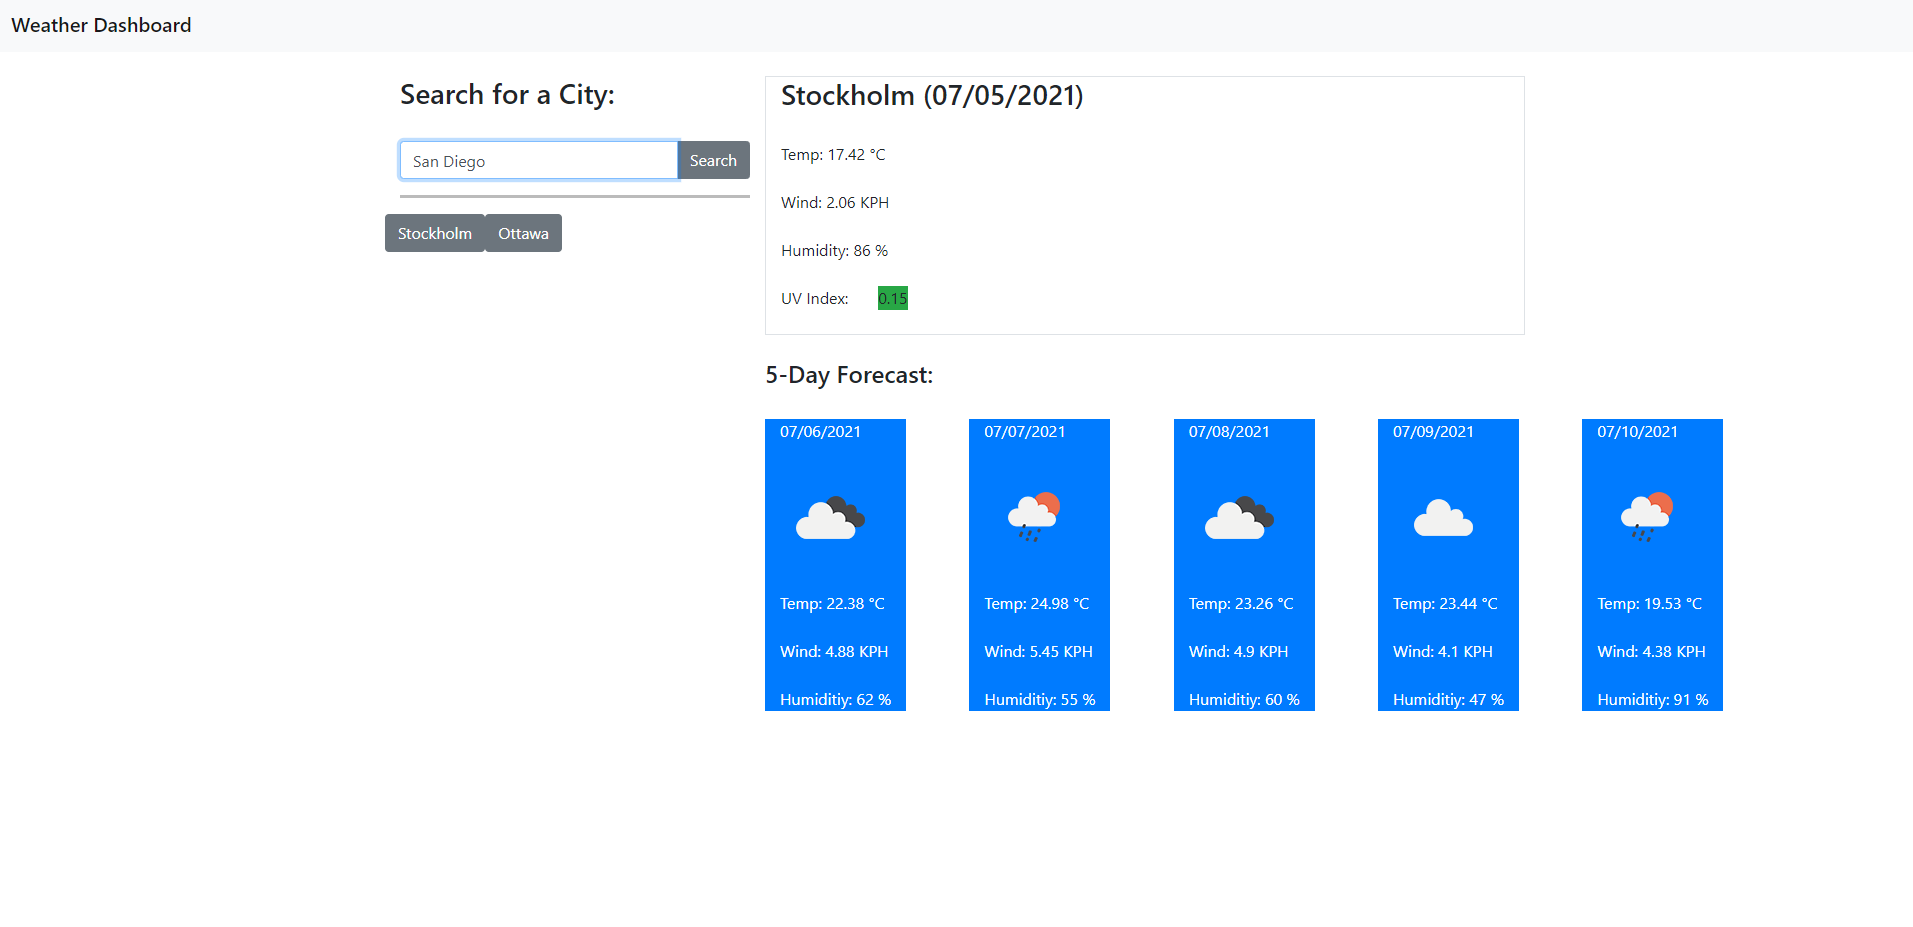 Weather Dashboard
Search for a City:
San Diego
Search
Stockholm
Ottawa
Stockholm (07/05/2021)
Temp: 17.42 °C
Wind: 2.06 KPH
Humidity: 86 %
UV Index: 0.15
5-Day Forecast:
07/06/2021
Temp: 22.38 °C
Wind: 4.88 KPH
Humiditiy: 62 %
07/07/2021
Temp: 24.98 °C
Wind: 5.45 KPH
Humiditiy: 55 %
07/08/2021
Temp: 23.26 °C
Wind: 4.9 KPH
Humiditiy: 60 %
07/09/2021
Temp: 23.44 °C
Wind: 4.1 KPH
Humiditiy: 47 %
07/10/2021
Temp: 19.53 °C
Wind: 4.38 KPH
Humiditiy: 91 %